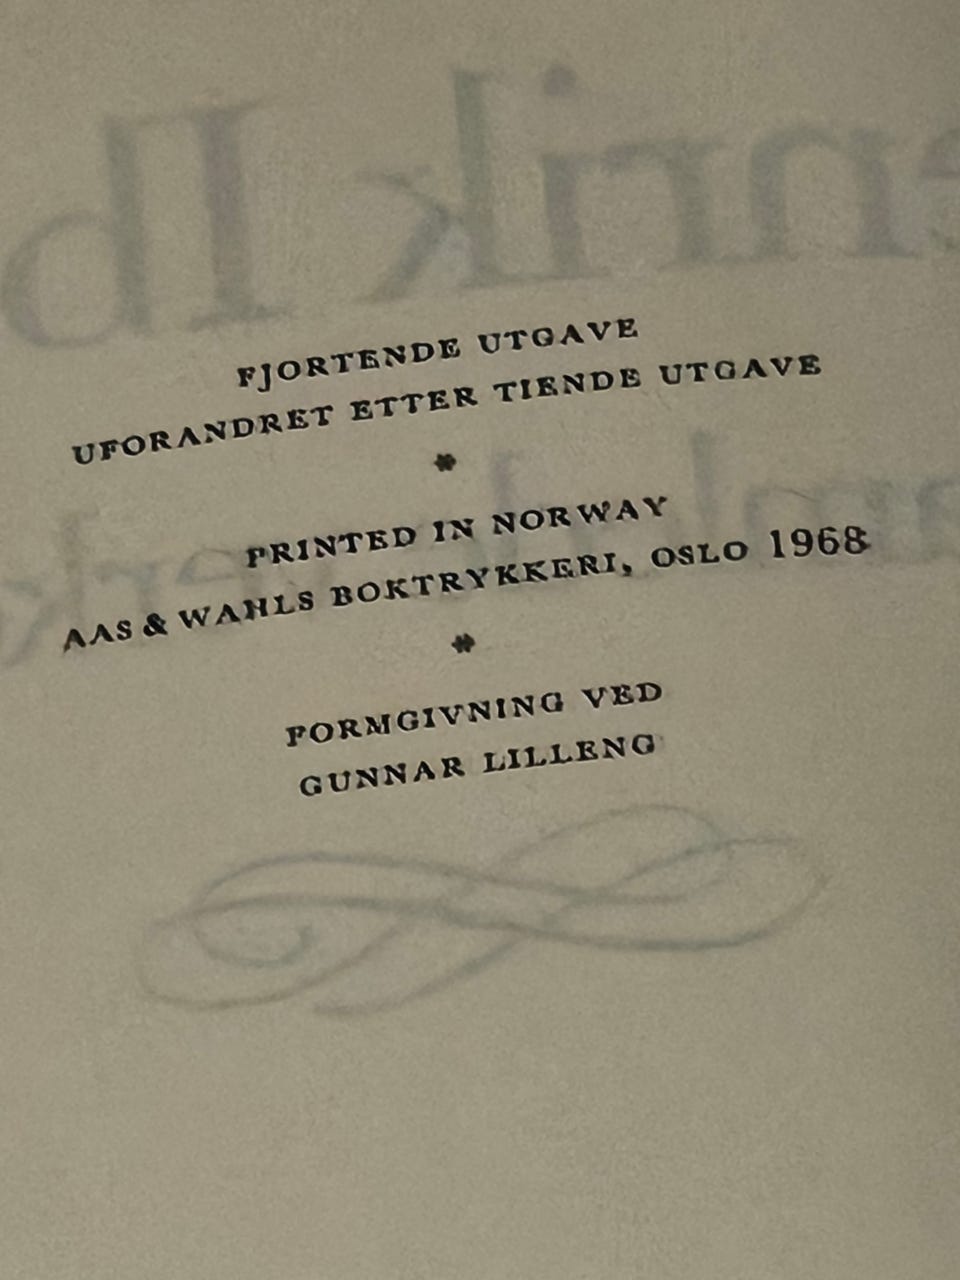 FJORTENDE UTGAVE
UFORANDRET ETTER TIENDE UTGAVE
PRINTED IN NORWAY
AAS & WAHLS BOKTRYKKERI, OSLO 1968
FORMGIVNING VED
GUNNAR LILLENG